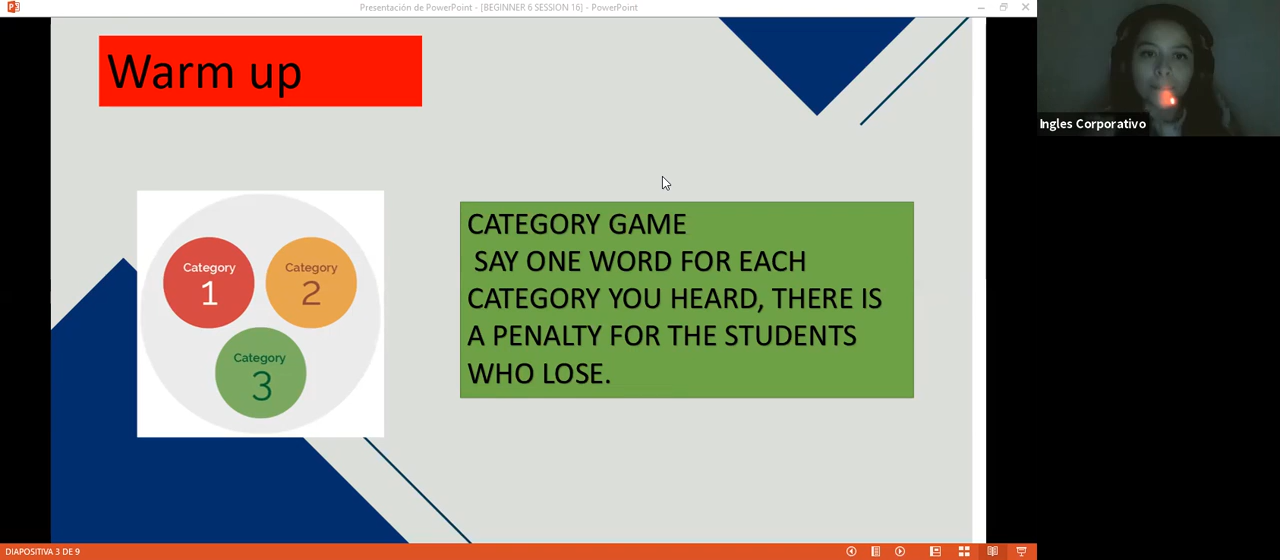 Presentación de PowerPoint - [BEGINNER 6 SESSION 16] - PowerPoint
Warm up
Ingles Corporativo
Category
1
Category
2
Category
3
CATEGORY GAME
SAY ONE WORD FOR EACH
CATEGORY YOU HEARD, THERE IS
A PENALTY FOR THE STUDENTS
WHO LOSE.
DIAPOSITIVA 3 DE 9